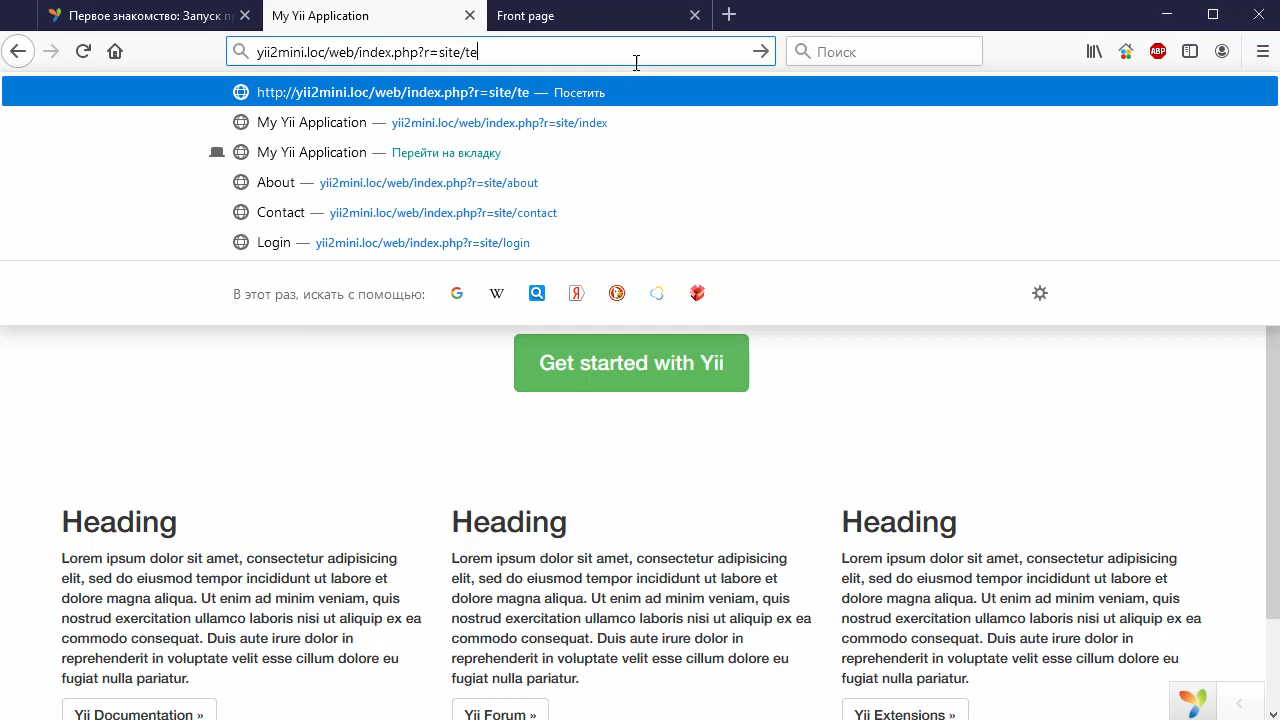 Первое знакомство: Запуск п
My Yii Application
Front page
yii2mini.loc/web/index.php?r=site/te
Поиск
ABP
http://yii2mini.loc/web/index.php?r=site/te — Посетить
My Yii Application — yii2mini.loc/web/index.php?r=site/index
My Yii Application — Перейти на вкладку
About — yii2mini.loc/web/index.php?r=site/about
Contact — yii2mini.loc/web/index.php?r=site/contact
Login — yii2mini.loc/web/index.php?r=site/login
В этот раз, искать с помощью:
Get started with Yii
Heading
Lorem ipsum dolor sit amet, consectetur adipisicing
elit, sed do eiusmod tempor incididunt ut labore et
dolore magna aliqua. Ut enim ad minim veniam, quis
nostrud exercitation ullamco laboris nisi ut aliquip ex ea
commodo consequat. Duis aute irure dolor in
reprehenderit in voluptate velit esse cillum dolore eu
fugiat nulla pariatur.
Yii Documentation »
Heading
Lorem ipsum dolor sit amet, consectetur adipisicing
elit, sed do eiusmod tempor incididunt ut labore et
dolore magna aliqua. Ut enim ad minim veniam, quis
nostrud exercitation ullamco laboris nisi ut aliquip ex ea
commodo consequat. Duis aute irure dolor in
reprehenderit in voluptate velit esse cillum dolore eu
fugiat nulla pariatur.
Yii Forum »
Heading
Lorem ipsum dolor sit amet, consectetur adipisicing
elit, sed do eiusmod tempor incididunt ut labore et
dolore magna aliqua. Ut enim ad minim veniam, quis
nostrud exercitation ullamco laboris nisi ut aliquip ex ea
commodo consequat. Duis aute irure dolor in
reprehenderit in voluptate velit esse cillum dolore eu
fugiat nulla pariatur.
Yii Extensions »